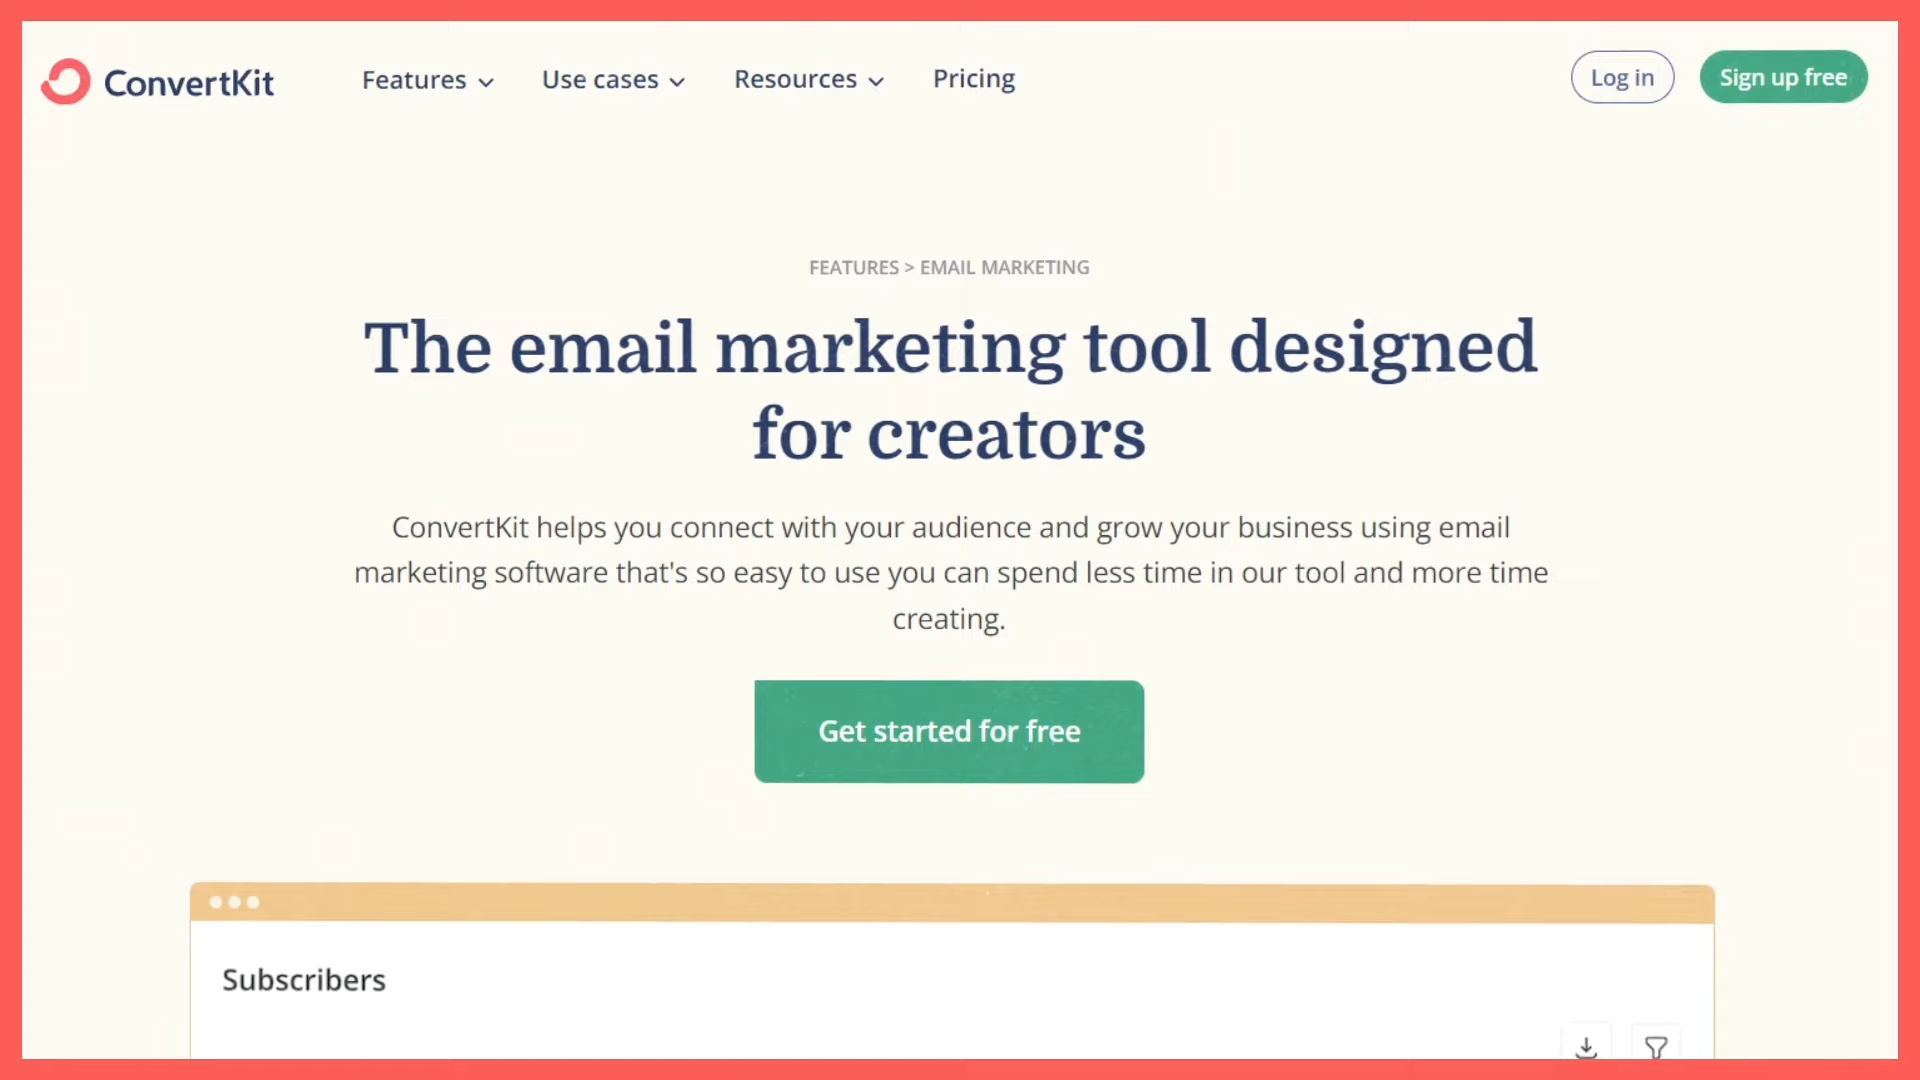 ConvertKit
Features
Use cases
Resources
Pricing
Log in
Sign up free
FEATURES > EMAIL MARKETING
The email marketing tool designed
for creators
ConvertKit helps you connect with your audience and grow your business using email
marketing software that's so easy to use you can spend less time in our tool and more time
creating.
Get started for free
Subscribers